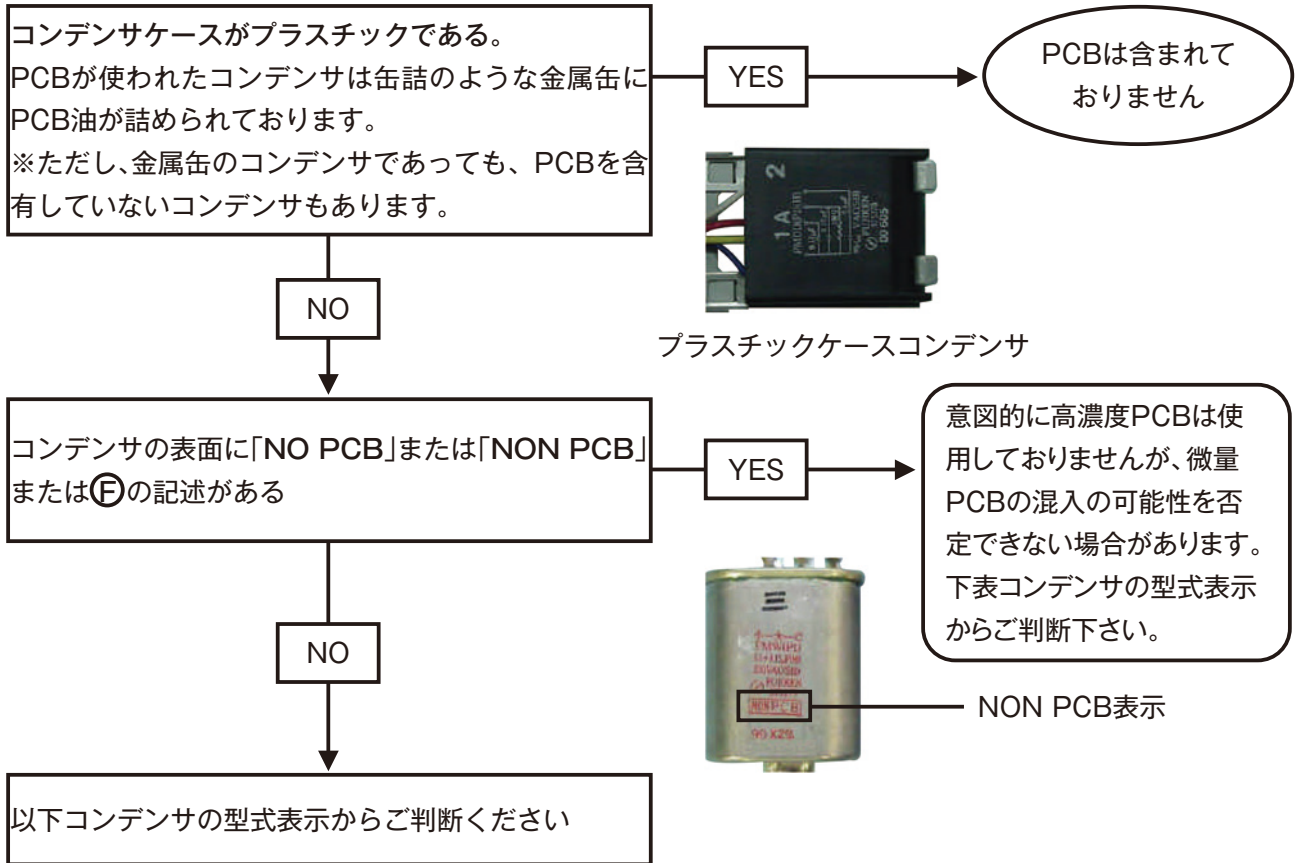 コンデンサケースがプラスチックである。
PCBが使われたコンデンサは缶詰のような金属缶に
PCB油が詰められております。
※ただし、金属缶のコンデンサであっても、PCBを含
有していないコンデンサもあります。
YES
PCBは含まれて
おりません
1 A
2
プラスチックケースコンデンサ
NO
コンデンサの表面に「NO PCB」または「NON PCB」
またはⒻの記述がある
YES
意図的に高濃度PCBは使
用しておりませんが、微量
PCBの混入の可能性を否
定できない場合があります。
下表コンデンサの型式表示
からご判断下さい。
NON PCB
NON PCB表示
NO
以下コンデンサの型式表示からご判断ください